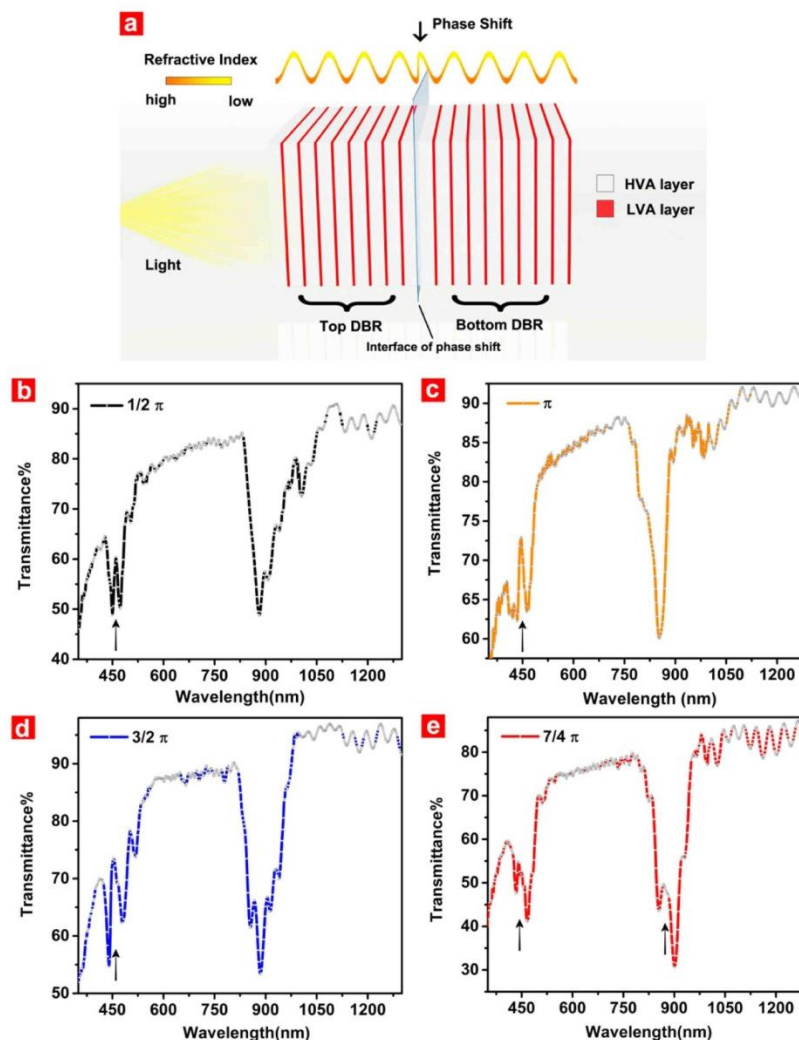 a
Phase Shift
Refractive Index
high
low
HVA layer
LVA layer
Light
Top DBR
Bottom DBR
Interface of phase shift
b
1/2 π
Transmittance%
90
80
70
60
50
40
450 600 750 900 1050 1200
Wavelength(nm)
c
π
Transmittance%
90
85
80
75
70
65
60
450 600 750 900 1050 1200
Wavelength (nm)
d
3/2 π
Transmittance%
90
80
70
60
50
450 600 750 900 1050 1200
Wavelength(nm)
e
7/4 π
Transmittance%
80
70
60
50
40
30
450 600 750 900 1050 1200
Wavelength(nm)